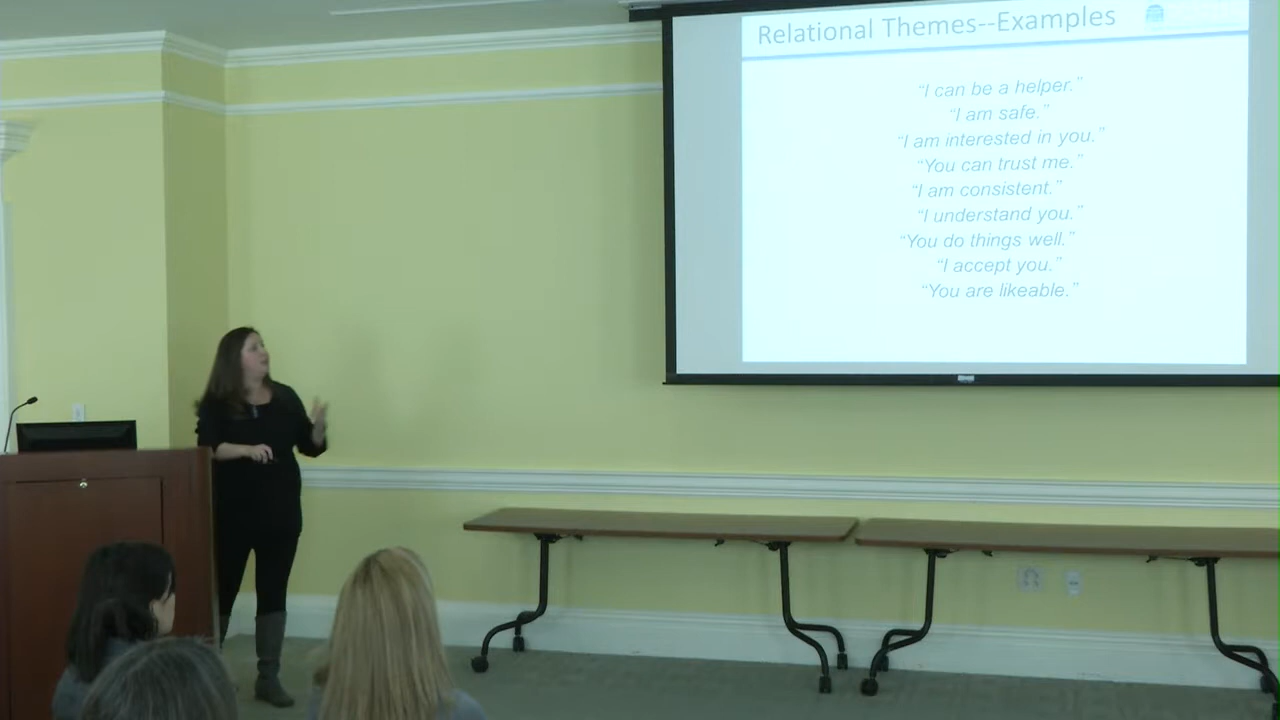 Relational Themes--Examples
“I can be a helper.”
“I am safe.”
“I am interested in you.”
“You can trust me.”
“I am consistent.”
“I understand you.”
“You do things well.”
“I accept you.”
“You are likeable.”